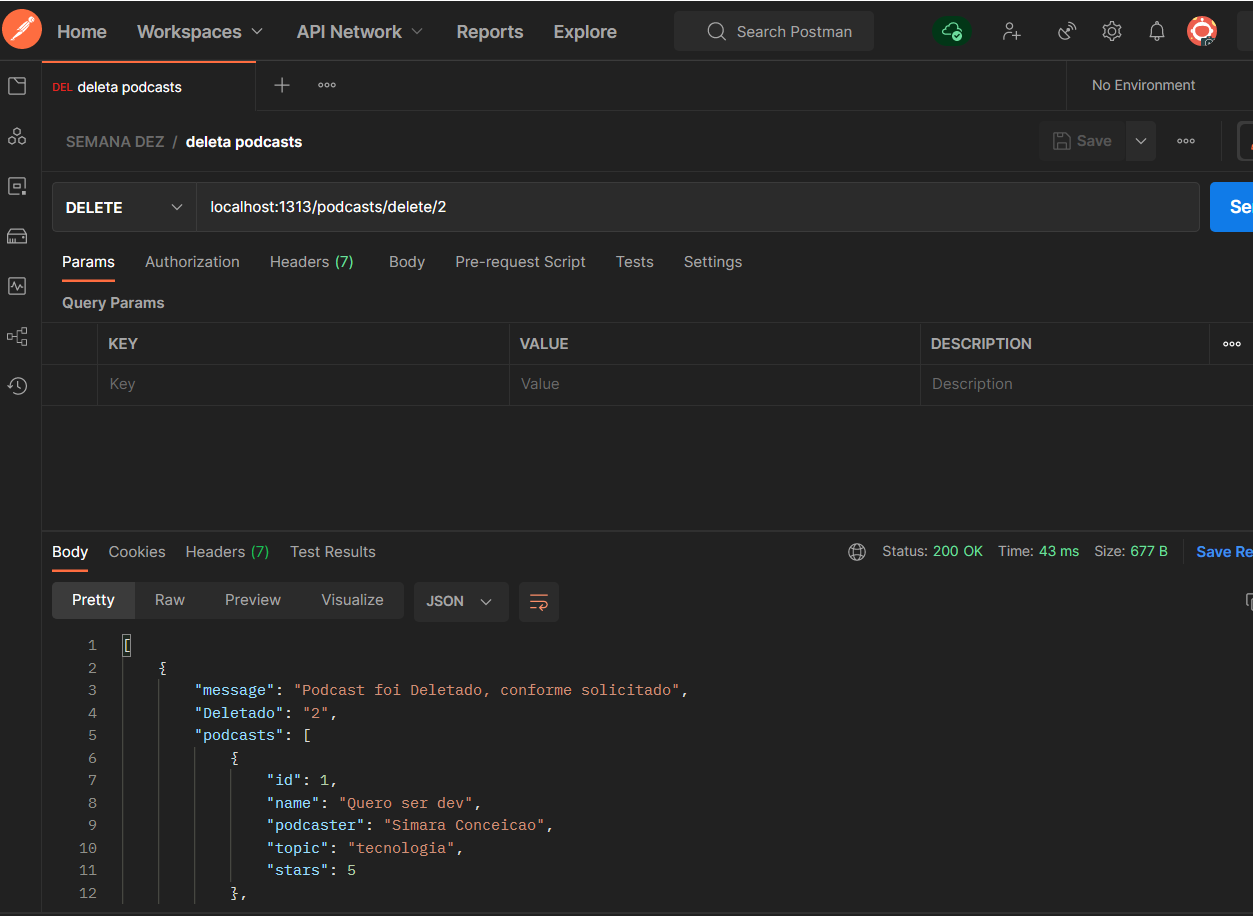 Home Workspaces API Network Reports Explore Search Postman
DEL deleta podcasts No Environment
SEMANA DEZ / deleta podcasts Save
DELETE localhost:1313/podcasts/delete/2 Se
Params Authorization Headers (7) Body Pre-request Script Tests Settings
Query Params
KEY VALUE DESCRIPTION
Key Value Description
Body Cookies Headers (7) Test Results Status: 200 OK Time: 43 ms Size: 677 B Save Re
Pretty Raw Preview Visualize JSON
1 [
2 {
3 "message": "Podcast foi Deletado, conforme solicitado",
4 "Deletado": "2",
5 "podcasts": [
6 {
7 "id": 1,
8 "name": "Quero ser dev",
9 "podcaster": "Simara Conceicao",
10 "topic": "tecnologia",
11 "stars": 5
12 },